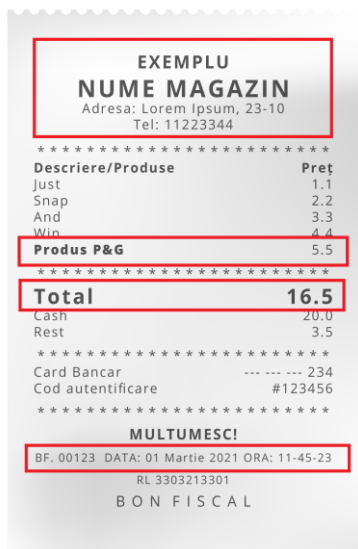 EXEMPLU
NUME MAGAZIN
Adresa: Lorem Ipsum, 23-10
Tel: 11223344
* * * * * * * * * * * * * * * * * * * * * * * *
Descriere/Produse Preț
Just 1.1
Snap 2.2
And 3.3
Win 4.4
Produs P&G 5.5
* * * * * * * * * * * * * * * * * * * * * * * *
Total 16.5
Cash 20.0
Rest 3.5
* * * * * * * * * * * * * * * * * * * * * * * *
Card Bancar --- --- --- 234
Cod autentificare #123456
* * * * * * * * * * * * * * * * * * * * * * * *
MULTUMESC!
BF. 00123 DATA: 01 Martie 2021 ORA: 11-45-23
RL 3303213301
BON FISCAL